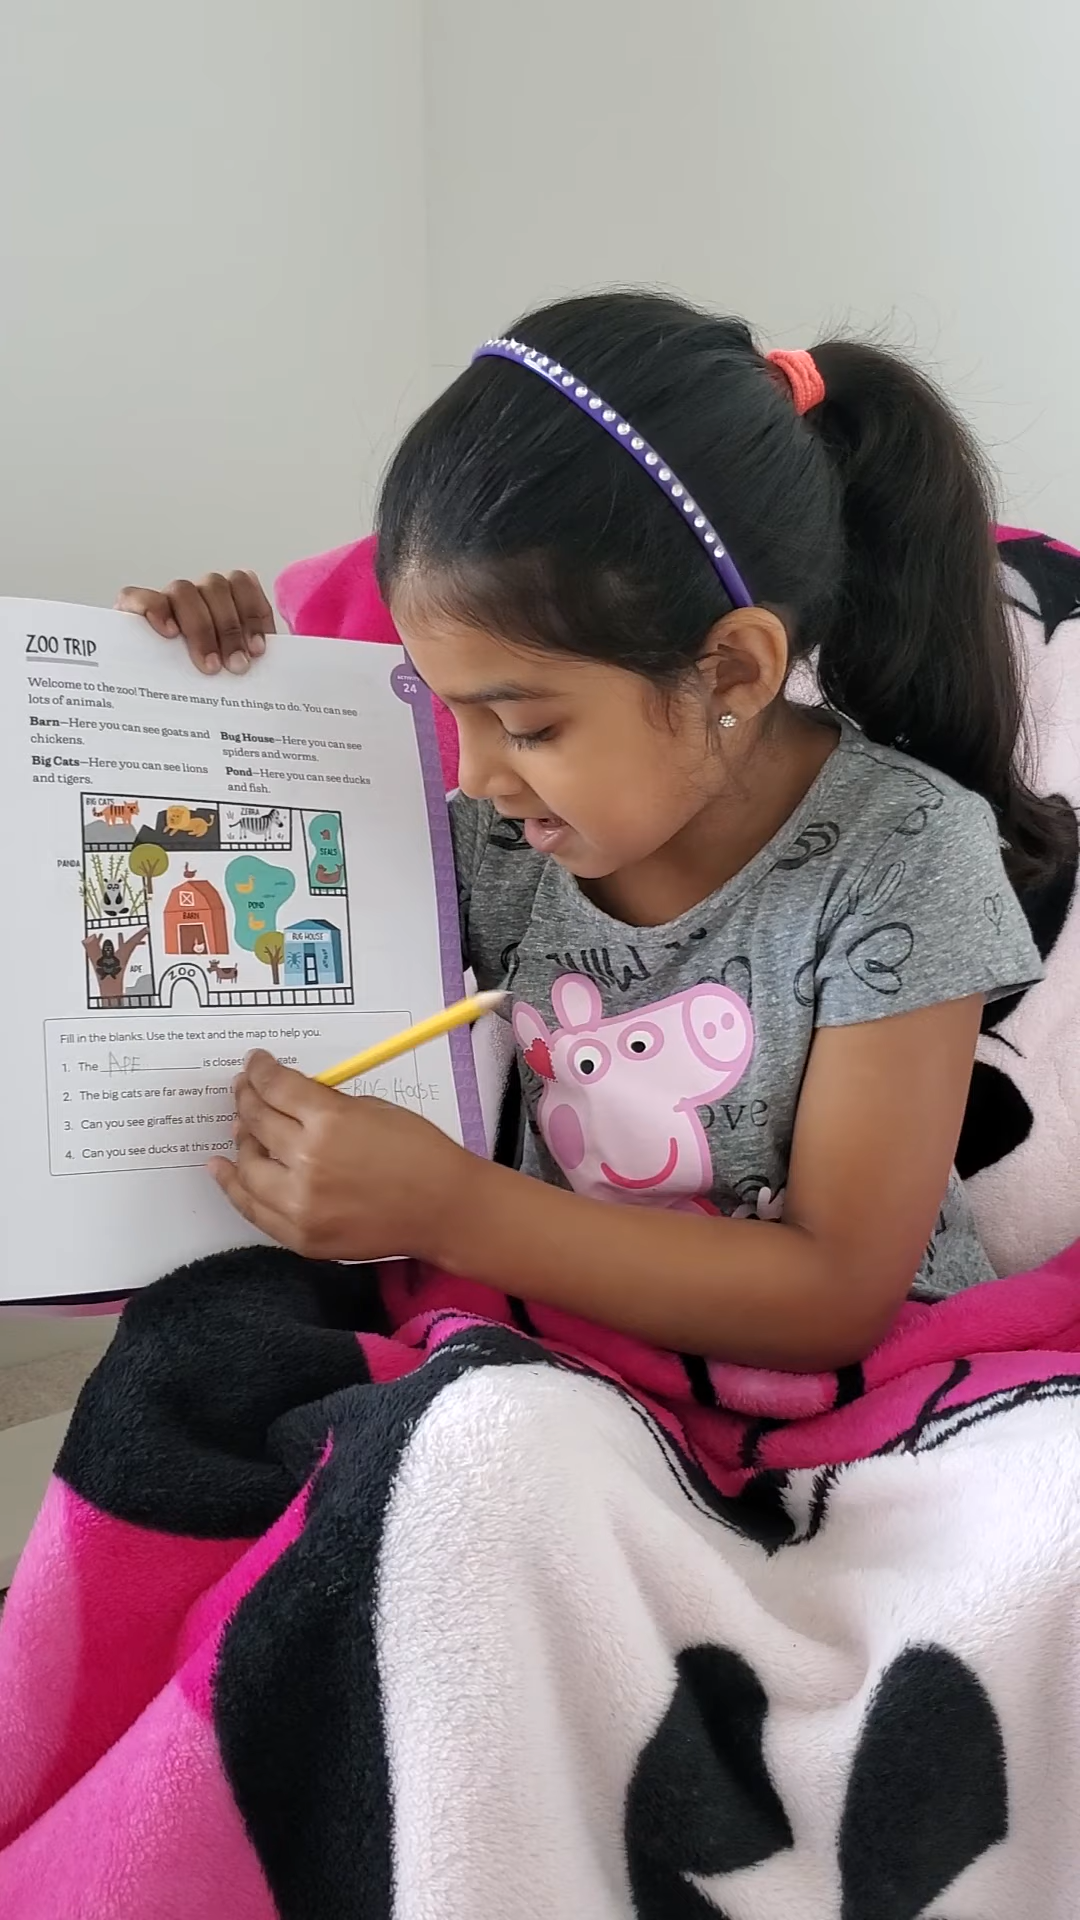 ZOO TRIP
ACTIVITY
24
Welcome to the zoo! There are many fun things to do. You can see
lots of animals.
Barn—Here you can see goats and
chickens.
Big Cats—Here you can see lions
and tigers.
Bug House—Here you can see
spiders and worms.
Pond—Here you can see ducks
and fish.
BIG CATS
ZEBRA
SEALS
PANDA
BARN
POND
BUG HOUSE
APE
ZOO
Fill in the blanks. Use the text and the map to help you.
1. The APE is closest gate.
2. The big cats are far away from BUG HOUSE
3. Can you see giraffes at this zoo?
4. Can you see ducks at this zoo?
ove